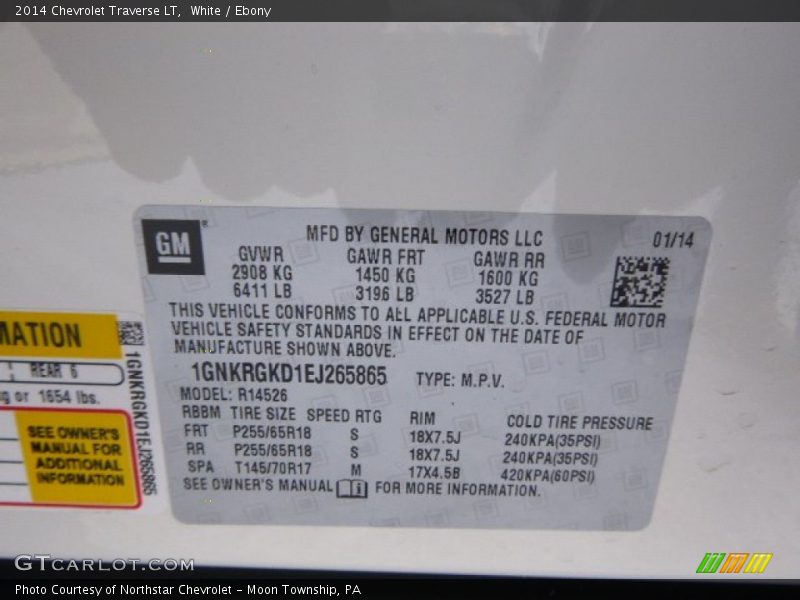 2014 Chevrolet Traverse LT, White / Ebony
GM
MFD BY GENERAL MOTORS LLC 01/14
GVWR GAWR FRT GAWR RR
2908 KG 1450 KG 1600 KG
6411 LB 3196 LB 3527 LB
THIS VEHICLE CONFORMS TO ALL APPLICABLE U.S. FEDERAL MOTOR
VEHICLE SAFETY STANDARDS IN EFFECT ON THE DATE OF
MANUFACTURE SHOWN ABOVE.
1GNKRGKD1EJ265865 TYPE: M.P.V.
MODEL: R14526
RBBM TIRE SIZE SPEED RTG RIM COLD TIRE PRESSURE
FRT P255/65R18 S 18X7.5J 240KPA(35PSI)
RR P255/65R18 S 18X7.5J 240KPA(35PSI)
SPA T145/70R17 M 17X4.5B 420KPA(60PSI)
SEE OWNER'S MANUAL FOR MORE INFORMATION.
MATION
REAR 6
g or 1654 lbs.
SEE OWNER'S
MANUAL FOR
ADDITIONAL
INFORMATION
1GNKRGKD1EJ265865
GTCARLOT.COM
Photo Courtesy of Northstar Chevrolet - Moon Township, PA